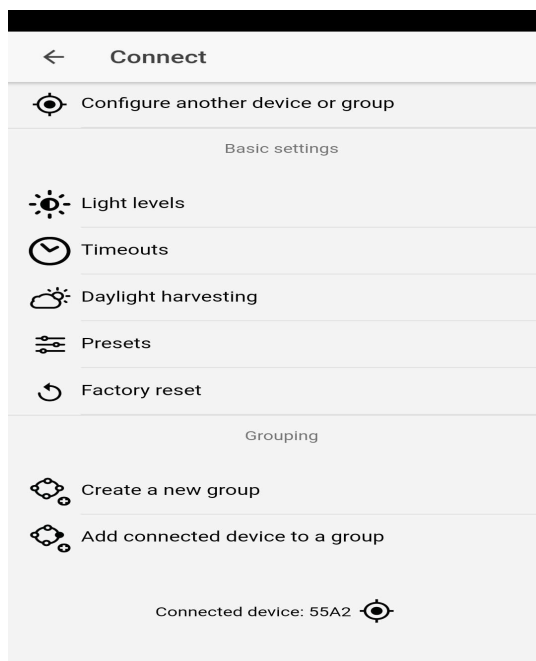 Connect
Configure another device or group
Basic settings
Light levels
Timeouts
Daylight harvesting
Presets
Factory reset
Grouping
Create a new group
Add connected device to a group
Connected device: 55A2